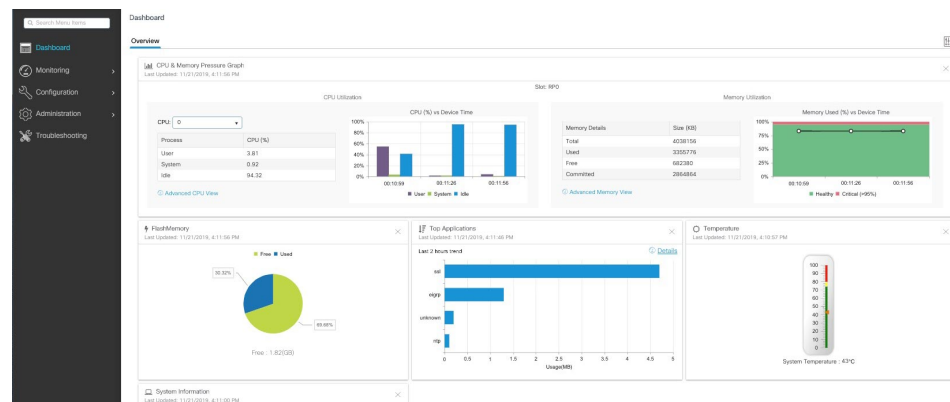 Search Menu Items
Dashboard
Monitoring
Configuration
Administration
Troubleshooting
Dashboard
Overview
CPU & Memory Pressure Graph
Last Updated: 11/21/2019, 4:11:56 PM
Slot: RP0
CPU Utilization
CPU: 0
Process CPU (%)
User 3.81
System 0.92
Idle 94.32
Advanced CPU View
CPU (%) vs Device Time
100%
80%
60%
40%
20%
0%
00:10:59 00:11:26 00:11:56
User System Idle
Memory Utilization
Memory Details Size (KB)
Total 4038156
Used 3355776
Free 682380
Committed 2864864
Advanced Memory View
Memory Used (%) vs Device Time
100%
75%
50%
25%
0%
00:10:59 00:11:26 00:11:56
Healthy Critical (>95%)
FlashMemory
Last Updated: 11/21/2019, 4:11:56 PM
Free Used
30.32%
69.68%
Free : 1.82(GB)
Top Applications
Last Updated: 11/21/2019, 4:11:46 PM
Last 2 hours trend
Details
ssl
eigrp
unknown
ntp
0 0.5 1 1.5 2 2.5 3 3.5 4 4.5 5
Usage(MB)
Temperature
Last Updated: 11/21/2019, 4:10:57 PM
100
90
80
70
60
50
40
30
20
10
0
System Temperature : 43°C
System Information
Last Updated: 11/21/2019, 4:11:00 PM